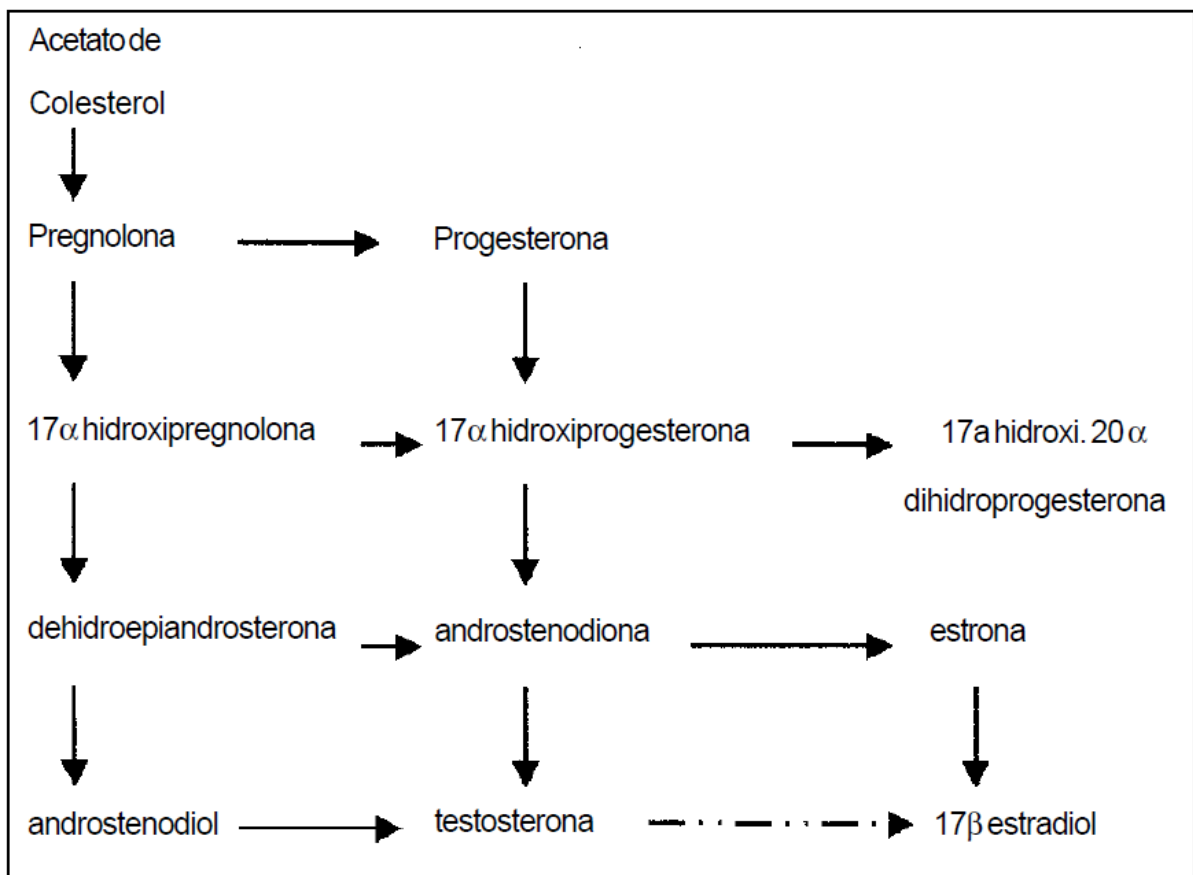 Acetato de
Colesterol
Pregnolona
Progesterona
17α hidroxipregnolona
17α hidroxiprogesterona
17a hidroxi. 20 α
dihidroprogesterona
dehidroepiandrosterona
androstenodiona
estrona
androstenodiol
testosterona
17β estradiol